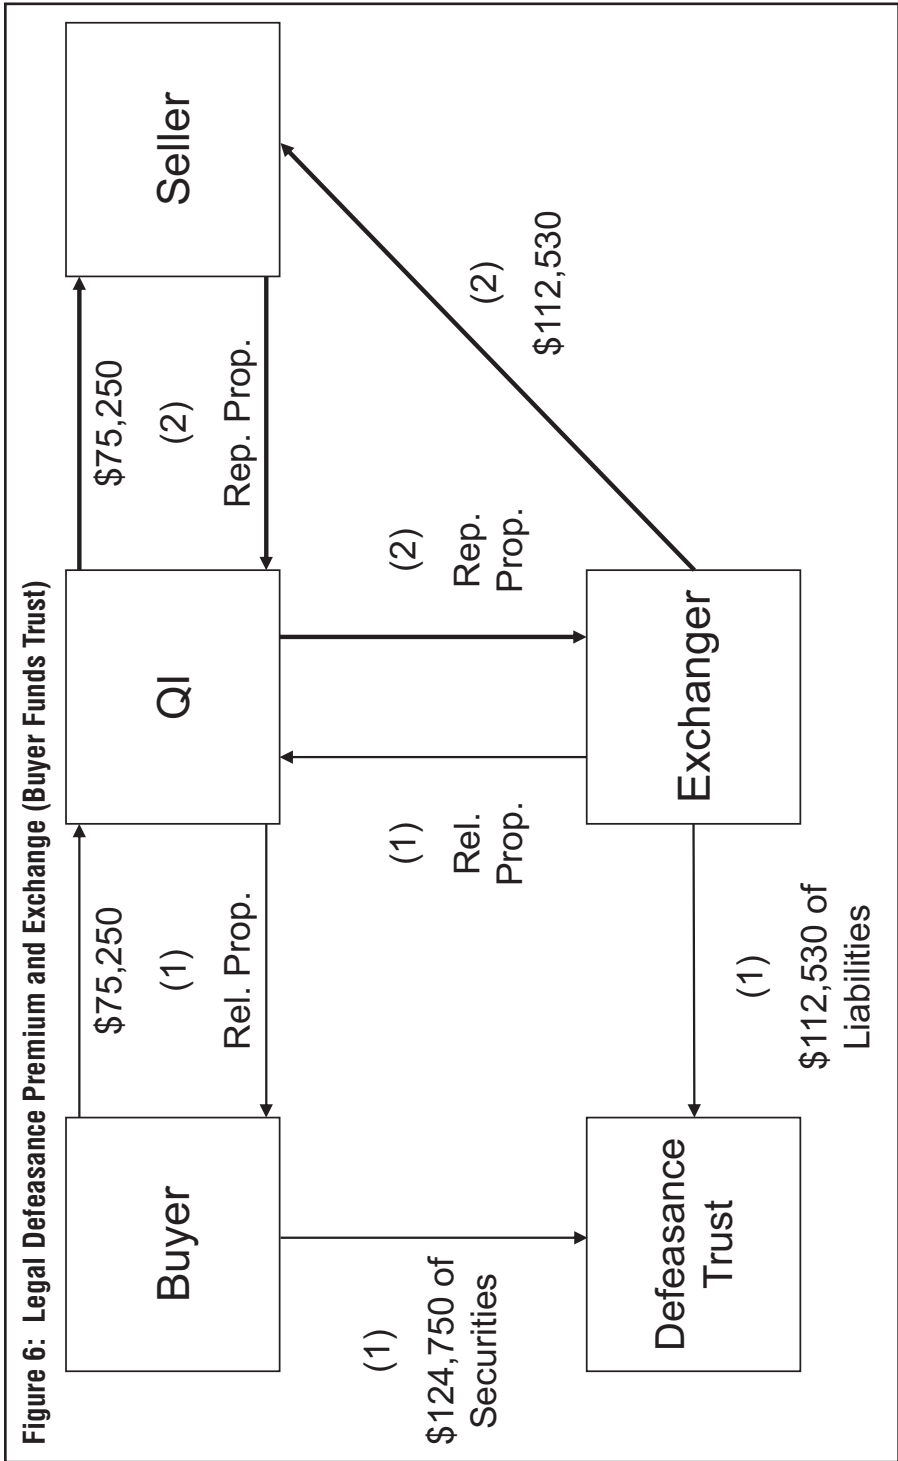 Figure 6: Legal Defeasance Premium and Exchange (Buyer Funds Trust)
Buyer
$75,250
(1)
Rel. Prop.
QI
$75,250
(2)
Rep. Prop.
Seller
(1)
$124,750 of
Securities
(1)
Rel.
Prop.
(2)
Rep.
Prop.
(2)
$112,530
Defeasance
Trust
(1)
$112,530 of
Liabilities
Exchanger